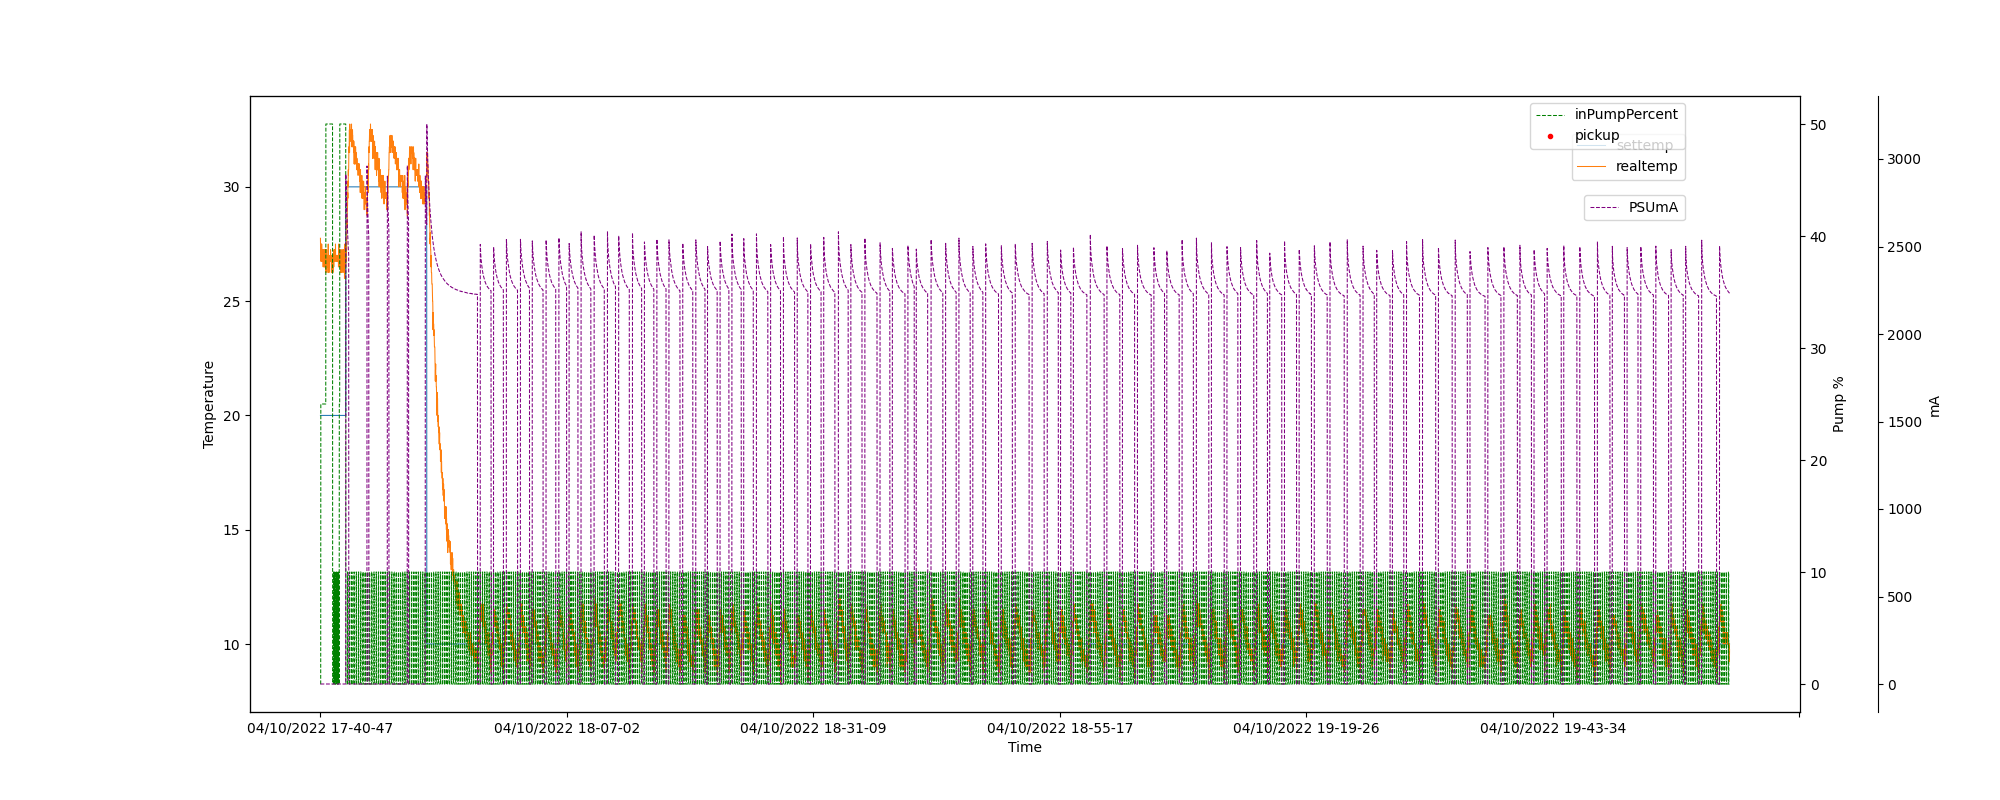 inPumpPercent
pickup
settemp
realtemp
PSUmA
Temperature
30
25
20
15
10
50
40
30
20
10
0
Pump %
3000
2500
2000
1500
1000
500
0
mA
04/10/2022 17-40-47
04/10/2022 18-07-02
04/10/2022 18-31-09
04/10/2022 18-55-17
04/10/2022 19-19-26
04/10/2022 19-43-34
Time